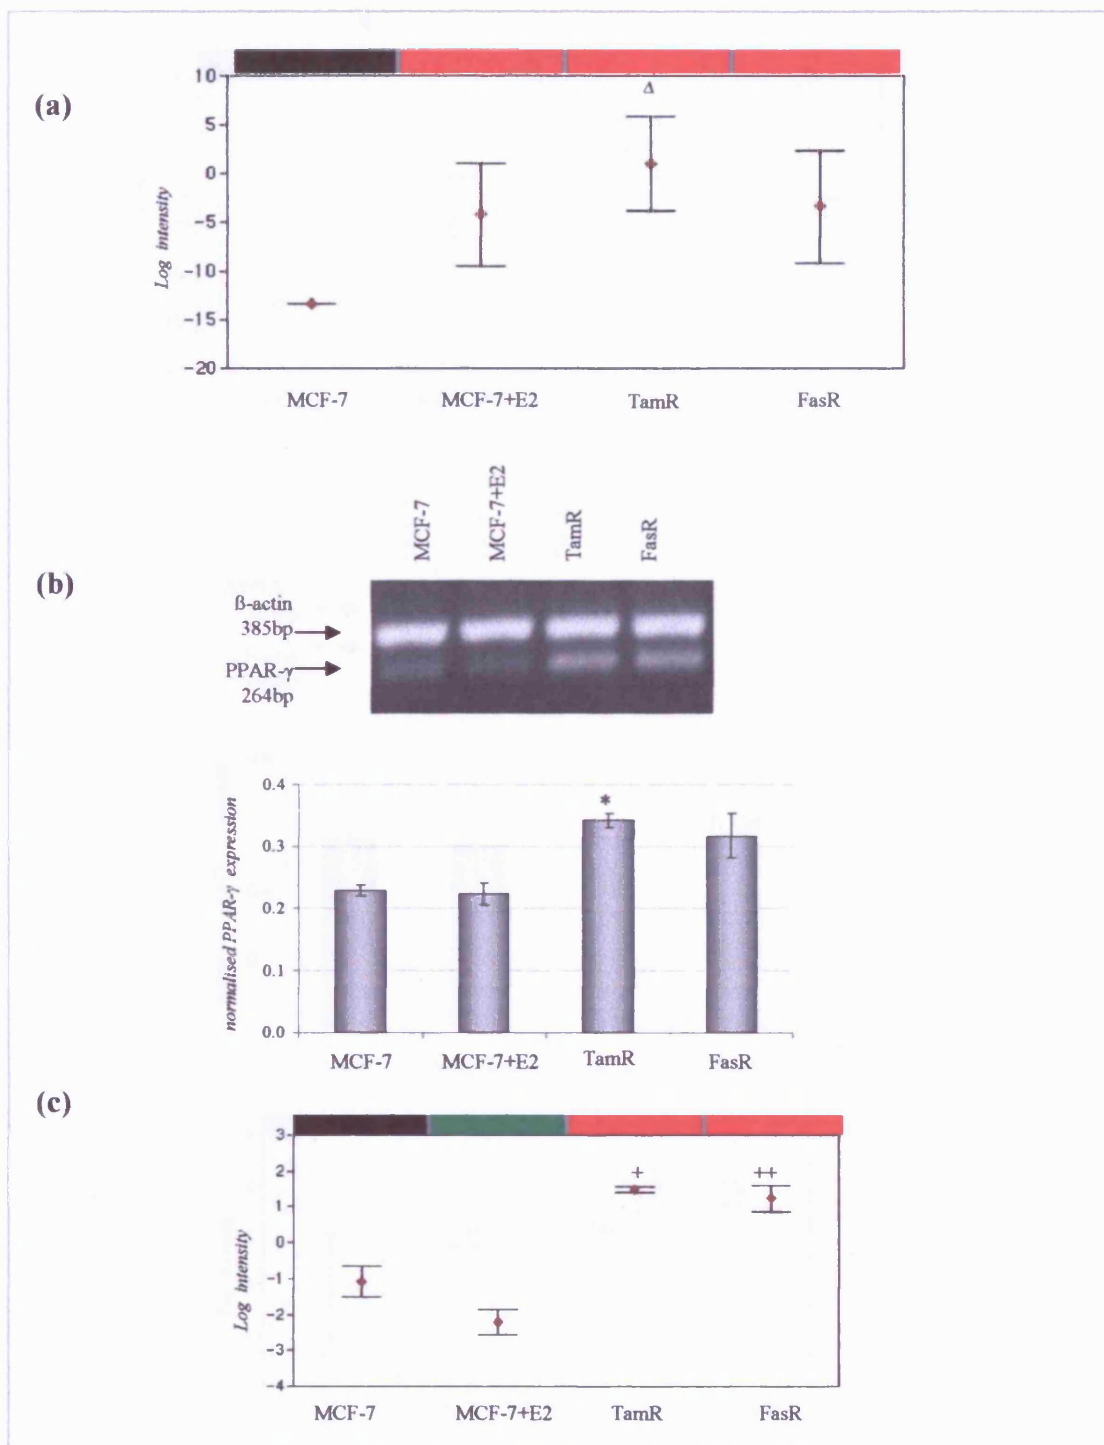 (a)
Log intensity
10
5
0
-5
-10
-15
-20
Δ
MCF-7 MCF-7+E2 TamR FasR
(b)
MCF-7 MCF-7+E2 TamR FasR
ß-actin
385bp
PPAR-γ
264bp
normalised PPAR-γ expression
0.4
0.3
0.2
0.1
0.0
*
MCF-7 MCF-7+E2 TamR FasR
(c)
Log intensity
3
2
1
0
-1
-2
-3
-4
+ ++
MCF-7 MCF-7+E2 TamR FasR